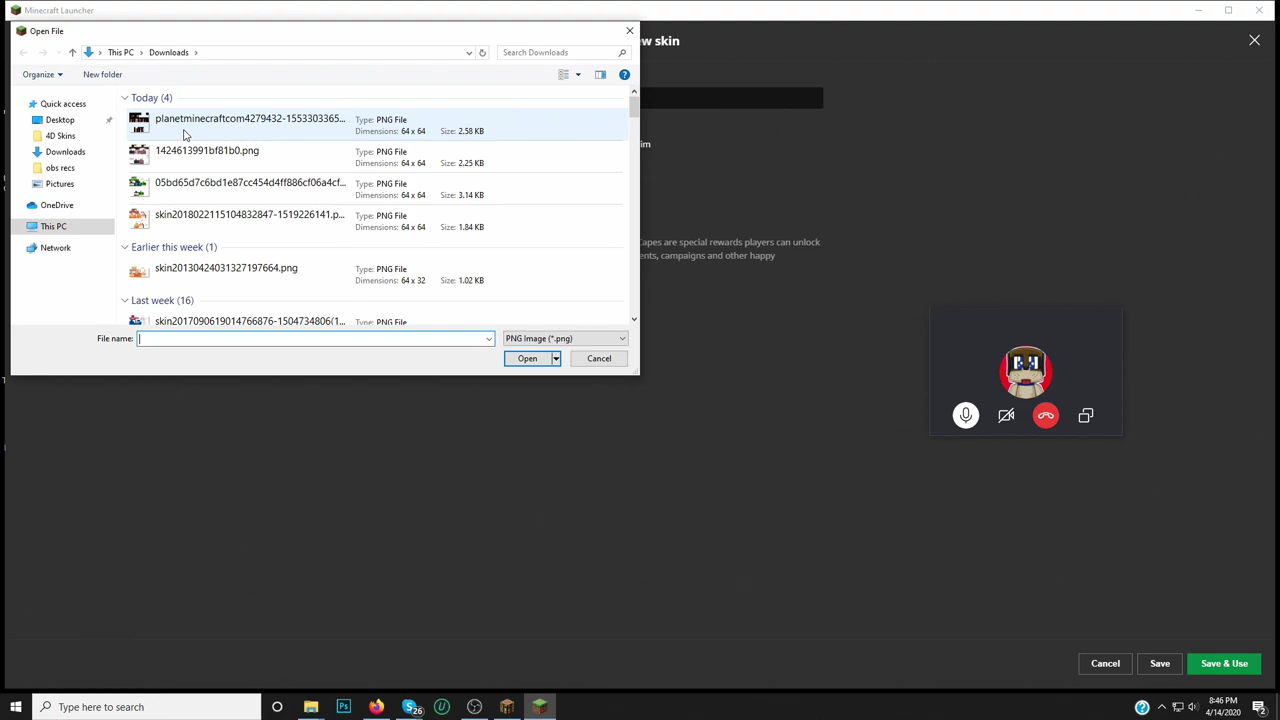 Minecraft Launcher
Open File
This PC > Downloads >
Search Downloads
Organize
New folder
Today (4)
planetminecraftcom4279432-1553303365...
Type: PNG File
Dimensions: 64 x 64
Size: 2.58 KB
1424613991bf81b0.png
Type: PNG File
Dimensions: 64 x 64
Size: 2.25 KB
05bd65d7c6bd1e87cc454d4ff886cf06a4cf...
Type: PNG File
Dimensions: 64 x 64
Size: 3.14 KB
skin2018022115104832847-1519226141.p...
Type: PNG File
Dimensions: 64 x 64
Size: 1.84 KB
Earlier this week (1)
skin20130424031327197664.png
Type: PNG File
Dimensions: 64 x 32
Size: 1.02 KB
Last week (16)
skin2017090619014766876-1504734806(1...
Type: PNG File
Quick access
Desktop
4D Skins
Downloads
obs recs
Pictures
OneDrive
This PC
Network
File name:
PNG Image (*.png)
Open
Cancel
ew skin
im
Capes are special rewards players can unlock
ents, campaigns and other happy
Cancel
Save
Save & Use
Type here to search
26
8:46 PM
4/14/2020
2